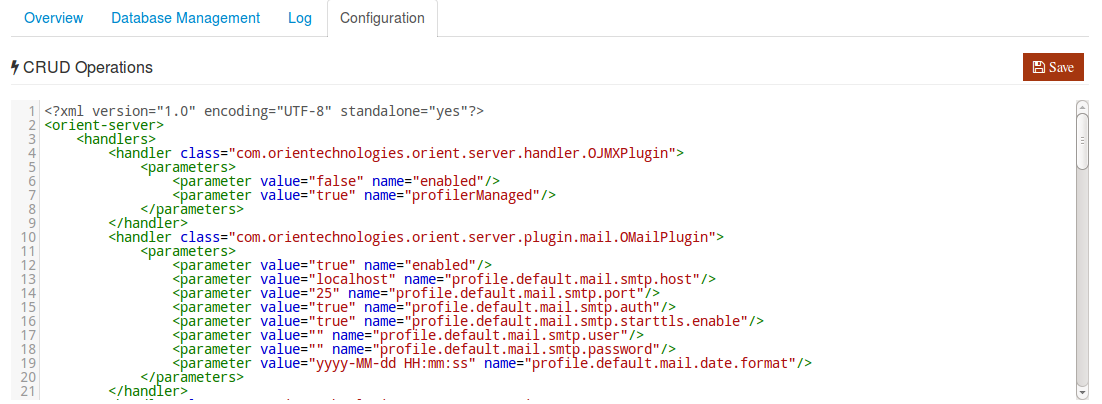 Overview Database Management Log Configuration
CRUD Operations Save
1 <?xml version="1.0" encoding="UTF-8" standalone="yes"?>
2 <orient-server>
3     <handlers>
4         <handler class="com.orientechnologies.orient.server.handler.OJMXPlugin">
5             <parameters>
6                 <parameter value="false" name="enabled"/>
7                 <parameter value="true" name="profilerManaged"/>
8             </parameters>
9         </handler>
10         <handler class="com.orientechnologies.orient.server.plugin.mail.OMailPlugin">
11             <parameters>
12                 <parameter value="true" name="enabled"/>
13                 <parameter value="localhost" name="profile.default.mail.smtp.host"/>
14                 <parameter value="25" name="profile.default.mail.smtp.port"/>
15                 <parameter value="true" name="profile.default.mail.smtp.auth"/>
16                 <parameter value="true" name="profile.default.mail.smtp.starttls.enable"/>
17                 <parameter value="" name="profile.default.mail.smtp.user"/>
18                 <parameter value="" name="profile.default.mail.smtp.password"/>
19                 <parameter value="yyyy-MM-dd HH:mm:ss" name="profile.default.mail.date.format"/>
20             </parameters>
21         </handler>